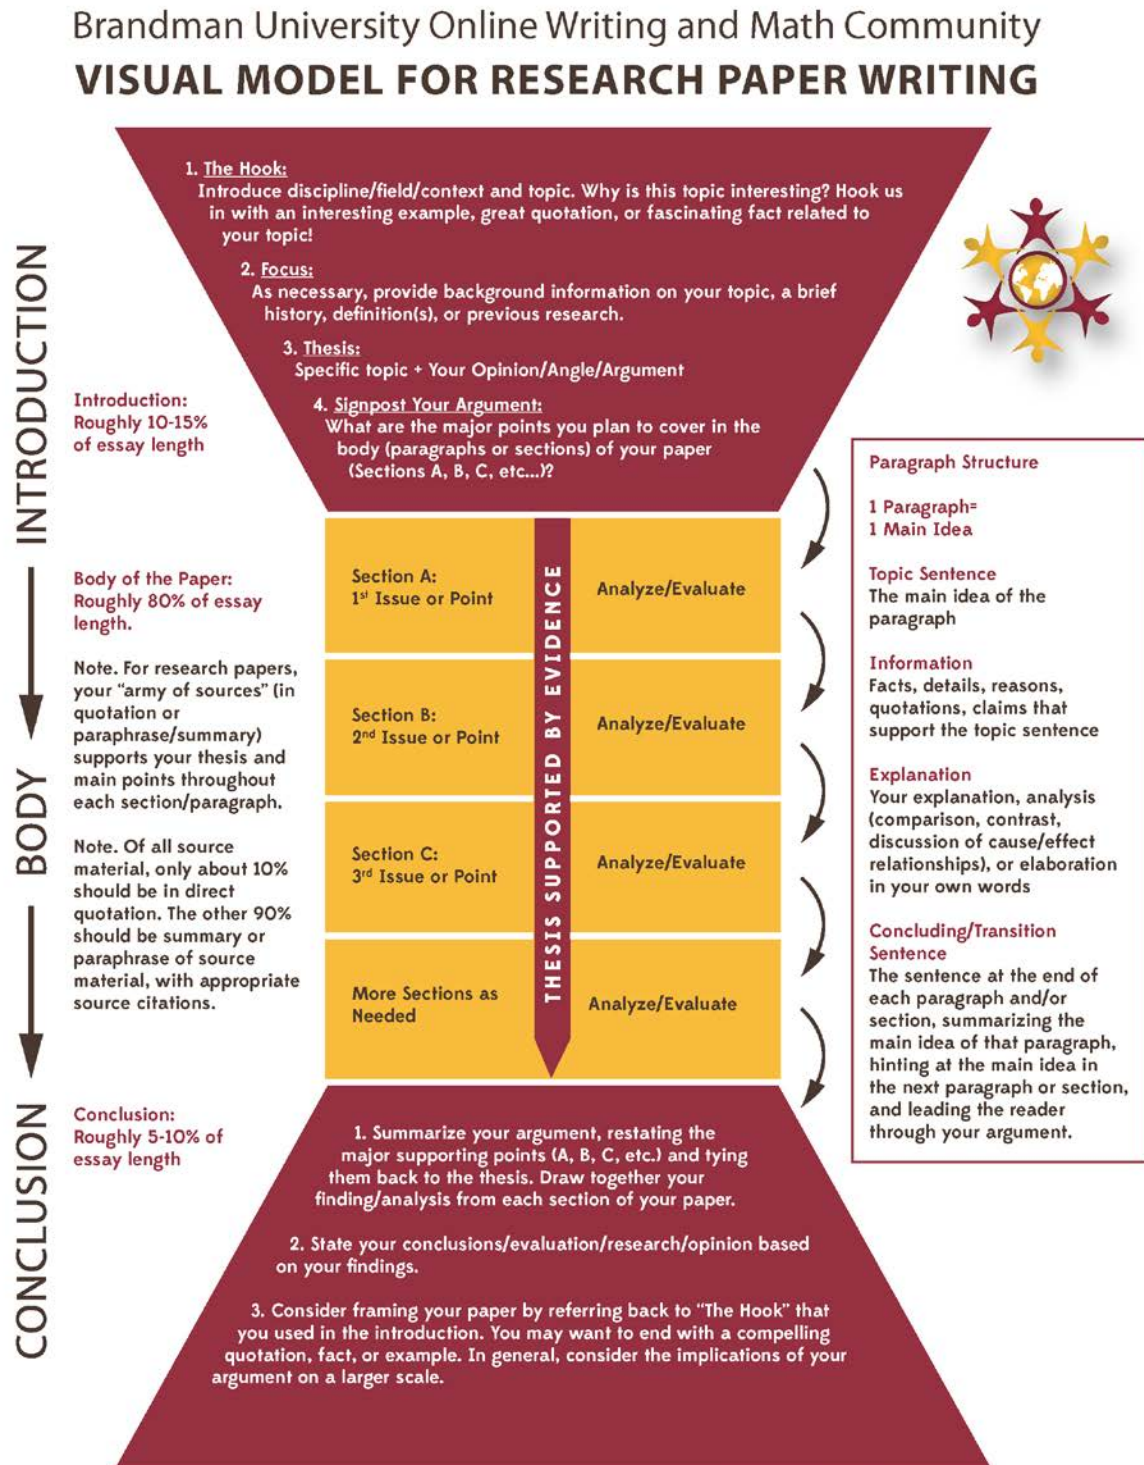 Brandman University Online Writing and Math Community
VISUAL MODEL FOR RESEARCH PAPER WRITING
INTRODUCTION
1. The Hook:
Introduce discipline/field/context and topic. Why is this topic interesting? Hook us
in with an interesting example, great quotation, or fascinating fact related to
your topic!
2. Focus:
As necessary, provide background information on your topic, a brief
history, definition(s), or previous research.
3. Thesis:
Specific topic + Your Opinion/Angle/Argument
4. Signpost Your Argument:
What are the major points you plan to cover in the
body (paragraphs or sections) of your paper
(Sections A, B, C, etc...)?
Introduction:
Roughly 10-15%
of essay length
BODY
Body of the Paper:
Roughly 80% of essay
length.
Note. For research papers,
your “army of sources” (in
quotation or
paraphrase/summary)
supports your thesis and
main points throughout
each section/paragraph.
Note. Of all source
material, only about 10%
should be in direct
quotation. The other 90%
should be summary or
paraphrase of source
material, with appropriate
source citations.
Section A:
1st Issue or Point
Analyze/Evaluate
Section B:
2nd Issue or Point
Analyze/Evaluate
Section C:
3rd Issue or Point
Analyze/Evaluate
More Sections as
Needed
Analyze/Evaluate
THESIS SUPPORTED BY EVIDENCE
Paragraph Structure
1 Paragraph=
1 Main Idea
Topic Sentence
The main idea of the
paragraph
Information
Facts, details, reasons,
quotations, claims that
support the topic sentence
Explanation
Your explanation, analysis
(comparison, contrast,
discussion of cause/effect
relationships), or elaboration
in your own words
Concluding/Transition
Sentence
The sentence at the end of
each paragraph and/or
section, summarizing the
main idea of that paragraph,
hinting at the main idea in
the next paragraph or section,
and leading the reader
through your argument.
CONCLUSION
Conclusion:
Roughly 5-10% of
essay length
1. Summarize your argument, restating the
major supporting points (A, B, C, etc.) and tying
them back to the thesis. Draw together your
finding/analysis from each section of your paper.
2. State your conclusions/evaluation/research/opinion based
on your findings.
3. Consider framing your paper by referring back to “The Hook” that
you used in the introduction. You may want to end with a compelling
quotation, fact, or example. In general, consider the implications of your
argument on a larger scale.